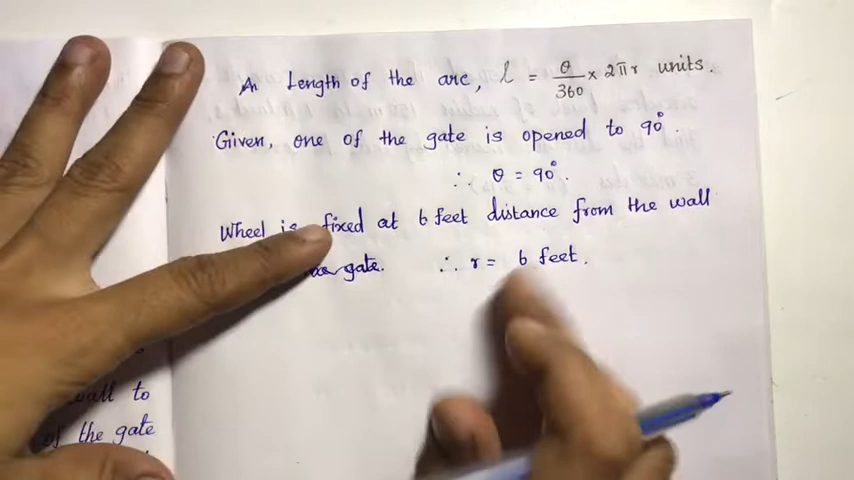 Length of the arc, l = θ/360 × 2πr units.
Given, one of the gate is opened to 90°.
∴ θ = 90°.
Wheel is fixed at 6 feet distance from the wall
gate. ∴ r = 6 feet.
wall to
of the gate